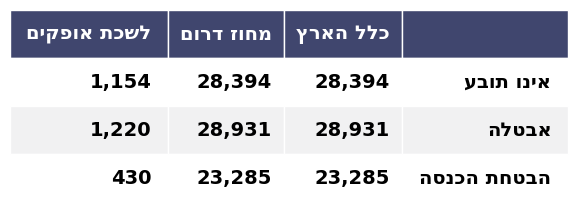 כלל הארץ מחוז דרום לשכת אופקים
אינו תובע 28,394 28,394 1,154
אבטלה 28,931 28,931 1,220
הבטחת הכנסה 23,285 23,285 430